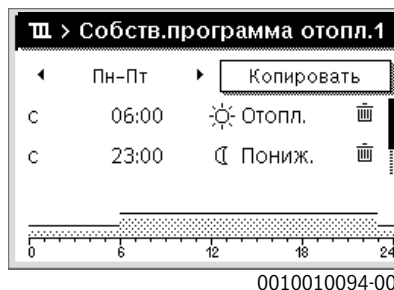 > Собств.программа отопл.1
Пн-Пт Копировать
с 06:00 Отопл.
с 23:00 Пониж.
0 6 12 18 24
0010010094-00